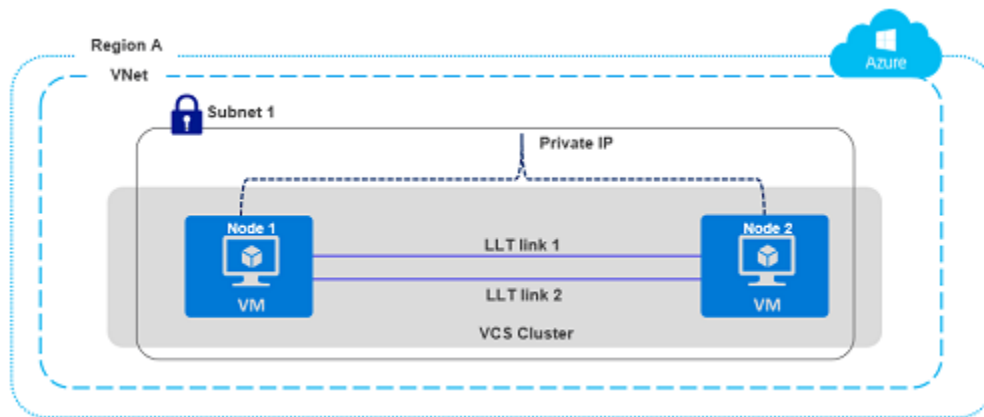 Region A
Azure
VNet
Subnet 1
Private IP
Node 1
Node 2
LLT link 1
LLT link 2
VM
VM
VCS Cluster